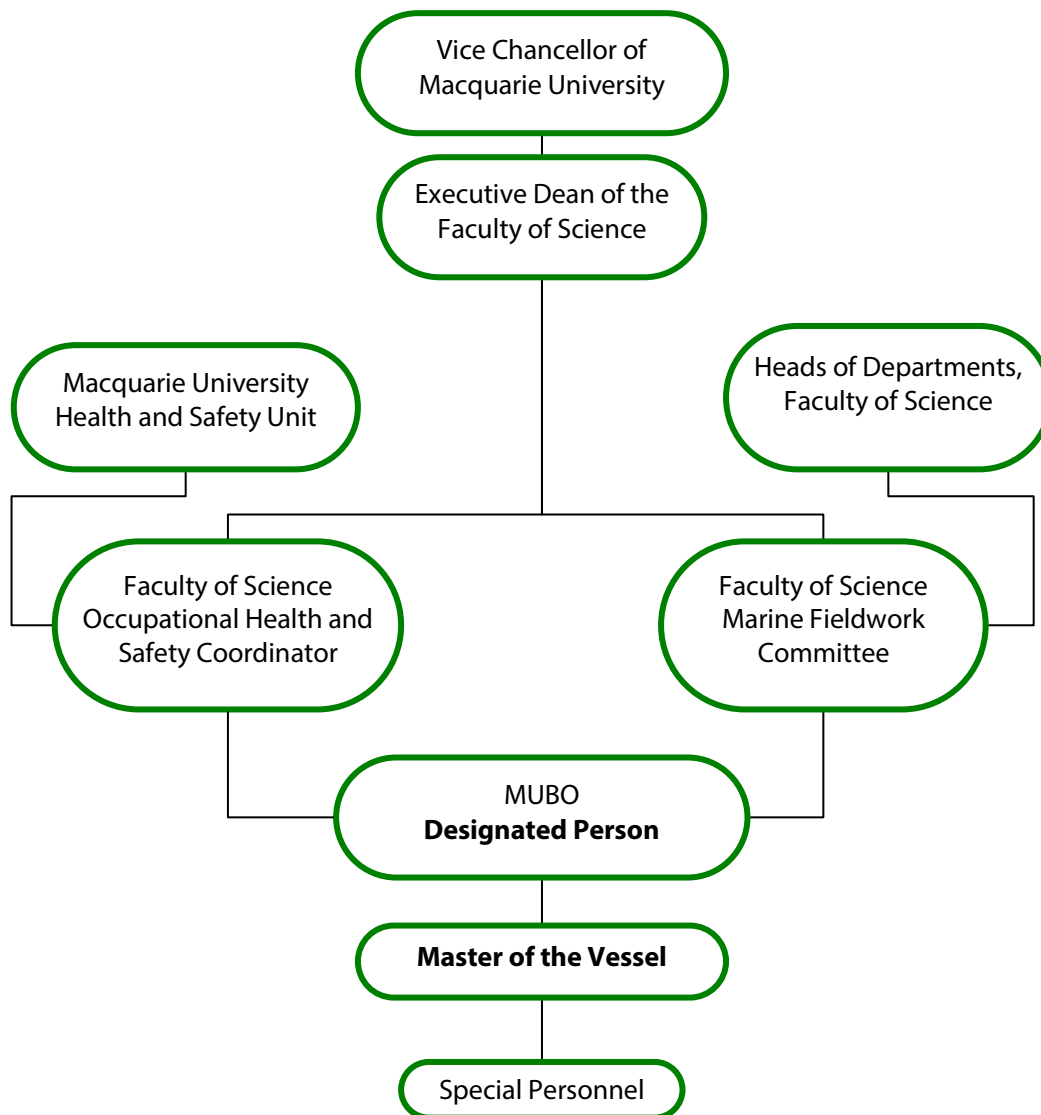 Vice Chancellor of
Macquarie University
Executive Dean of the
Faculty of Science
Macquarie University
Health and Safety Unit
Heads of Departments,
Faculty of Science
Faculty of Science
Occupational Health and
Safety Coordinator
Faculty of Science
Marine Fieldwork
Committee
MUBO
Designated Person
Master of the Vessel
Special Personnel